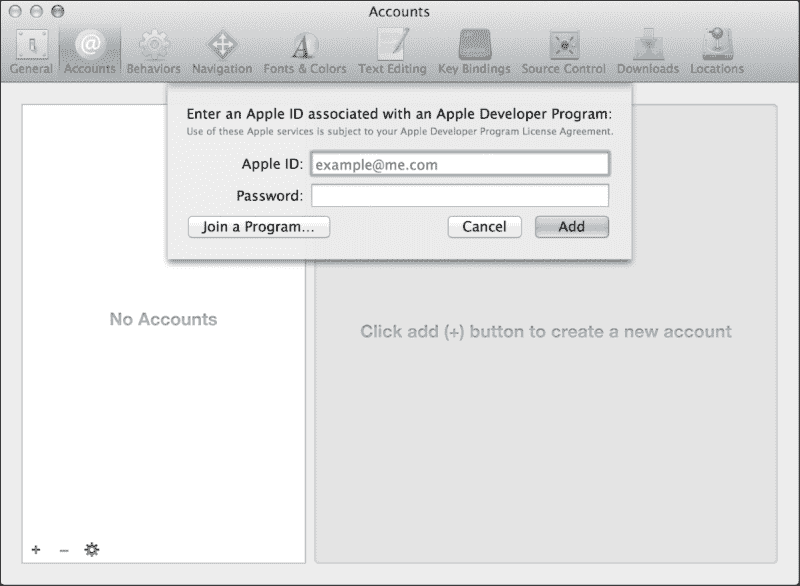 Accounts
General Accounts Behaviors Navigation Fonts & Colors Text Editing Key Bindings Source Control Downloads Locations
Enter an Apple ID associated with an Apple Developer Program:
Use of these Apple services is subject to your Apple Developer Program License Agreement.
Apple ID: example@me.com
Password:
Join a Program... Cancel Add
No Accounts
Click add (+) button to create a new account